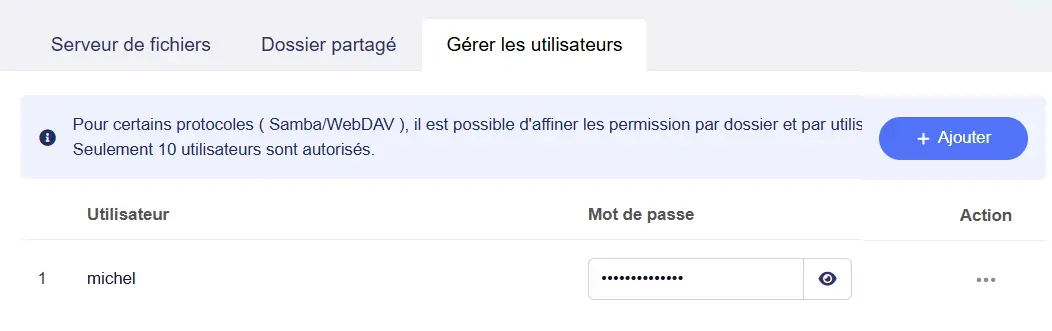 Serveur de fichiers Dossier partagé Gérer les utilisateurs
Pour certains protocoles ( Samba/WebDAV ), il est possible d'affiner les permission par dossier et par utilis
Seulement 10 utilisateurs sont autorisés.
+ Ajouter
Utilisateur Mot de passe Action
1 michel ••••••••••••••